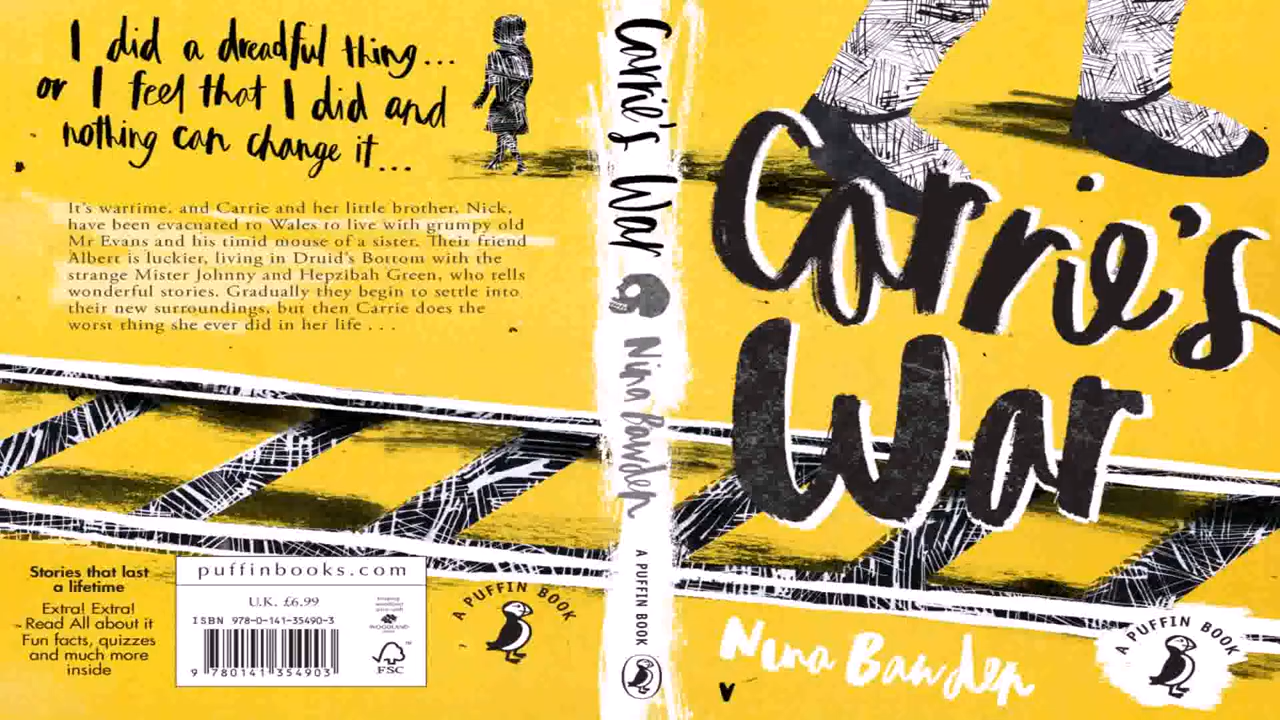 I did a dreadful thing...
or I feel that I did and
nothing can change it...
It's wartime, and Carrie and her little brother, Nick,
have been evacuated to Wales to live with grumpy old
Mr Evans and his timid mouse of a sister. Their friend
Albert is luckier, living in Druid's Bottom with the
strange Mister Johnny and Hepzibah Green, who tells
wonderful stories. Gradually they begin to settle into
their new surroundings, but then Carrie does the
worst thing she ever did in her life . . .
Stories that last
a lifetime
Extra! Extra!
Read All about it
Fun facts, quizzes
and much more
inside
puffinbooks.com
U.K. £6.99
ISBN 978-0-141-35490-3
9 780141 354903
WOODLAND
FSC
A PUFFIN BOOK
Carrie's War
Nina Bawden
A PUFFIN BOOK
Carrie's
War
Nina Bawden
A PUFFIN BOOK